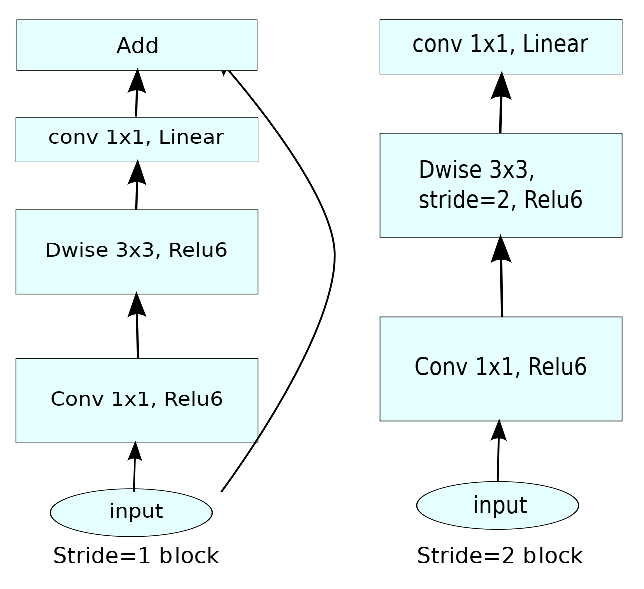 Add
conv 1x1, Linear
Dwise 3x3, Relu6
Conv 1x1, Relu6
input
Stride=1 block
conv 1x1, Linear
Dwise 3x3,
stride=2, Relu6
Conv 1x1, Relu6
input
Stride=2 block